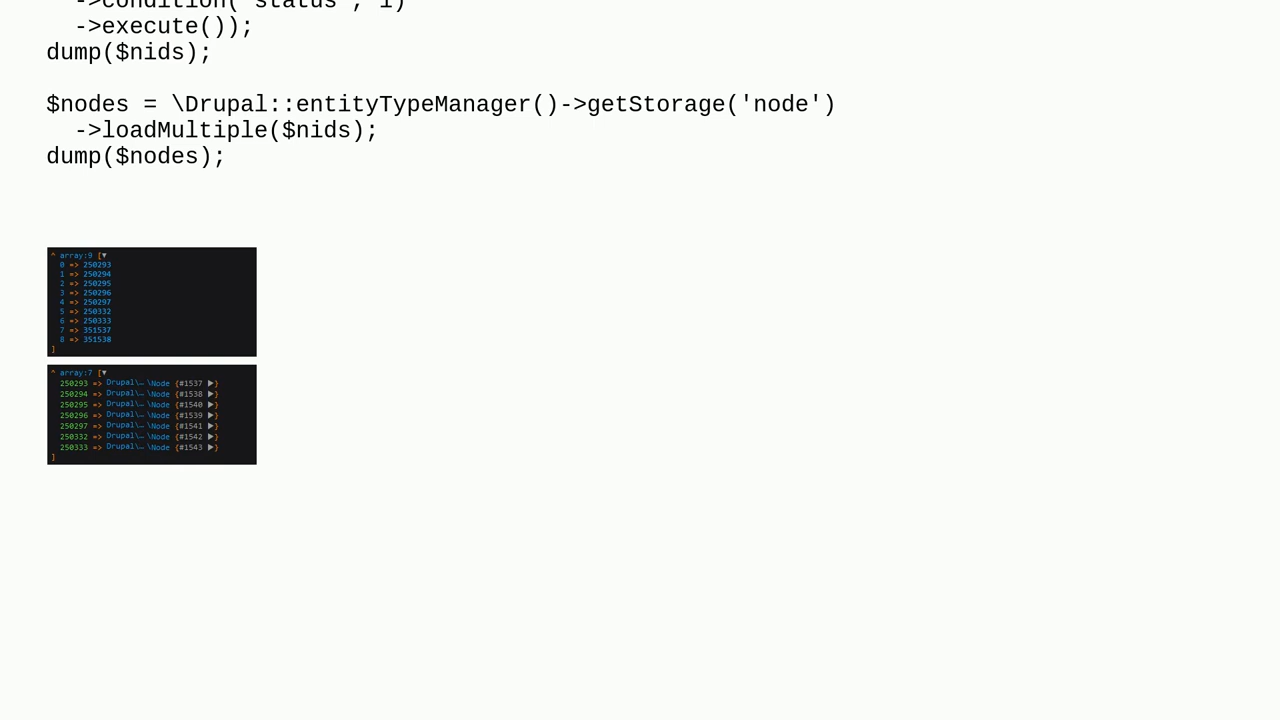 ->condition('status', 1)
->execute());
dump($nids);
$nodes = \Drupal::entityTypeManager()->getStorage('node')
->loadMultiple($nids);
dump($nodes);
^ array:9 [▼
0 => 250293
1 => 250294
2 => 250295
3 => 250296
4 => 250297
5 => 250332
6 => 250333
7 => 351537
8 => 351538
]
^ array:7 [▼
250293 => Drupal\… \Node {#1537 ▶}
250294 => Drupal\… \Node {#1538 ▶}
250295 => Drupal\… \Node {#1540 ▶}
250296 => Drupal\… \Node {#1539 ▶}
250297 => Drupal\… \Node {#1541 ▶}
250332 => Drupal\… \Node {#1542 ▶}
250333 => Drupal\… \Node {#1543 ▶}
]